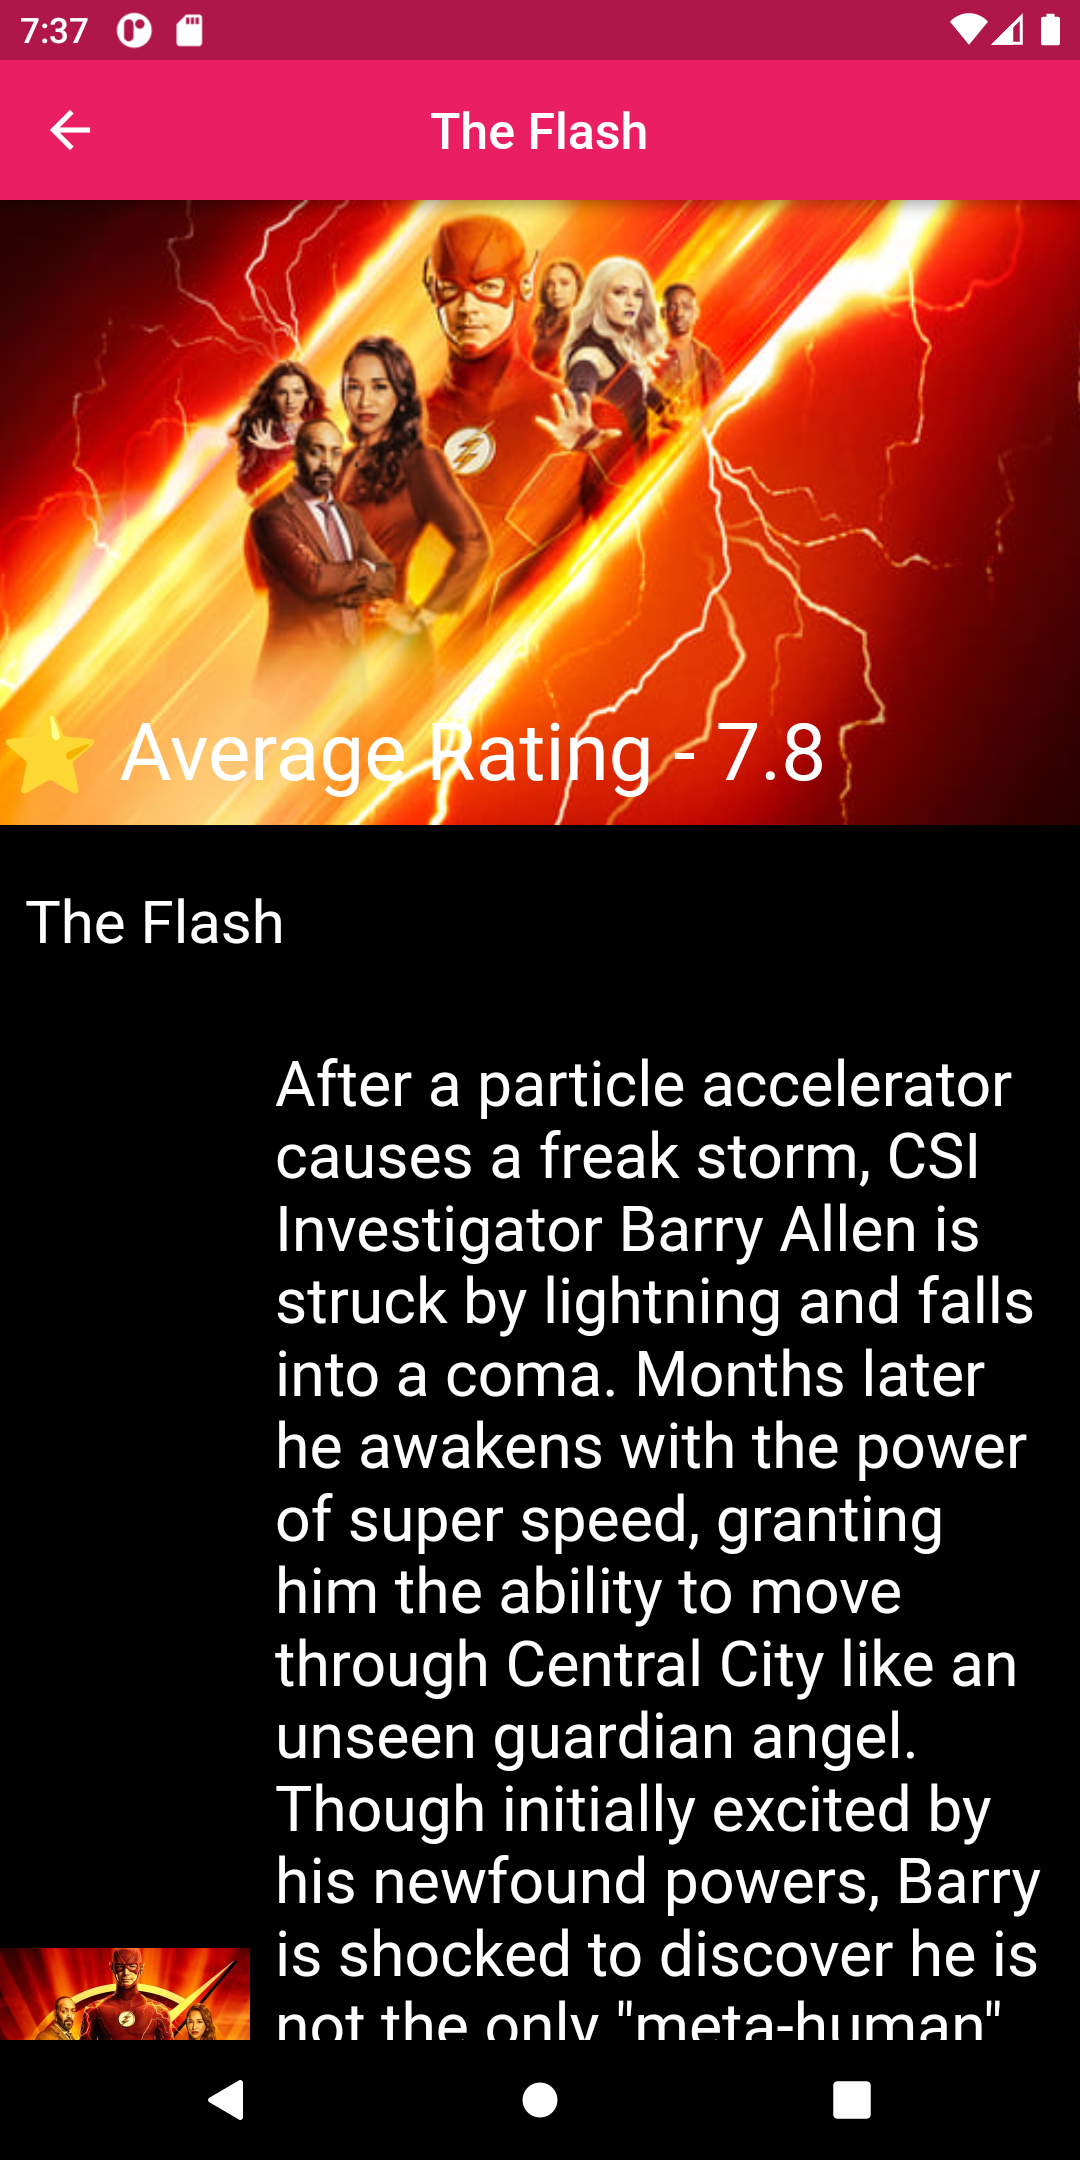 7:37
The Flash
Average Rating - 7.8
The Flash
After a particle accelerator
causes a freak storm, CSI
Investigator Barry Allen is
struck by lightning and falls
into a coma. Months later
he awakens with the power
of super speed, granting
him the ability to move
through Central City like an
unseen guardian angel.
Though initially excited by
his newfound powers, Barry
is shocked to discover he is
not the only "meta-human"